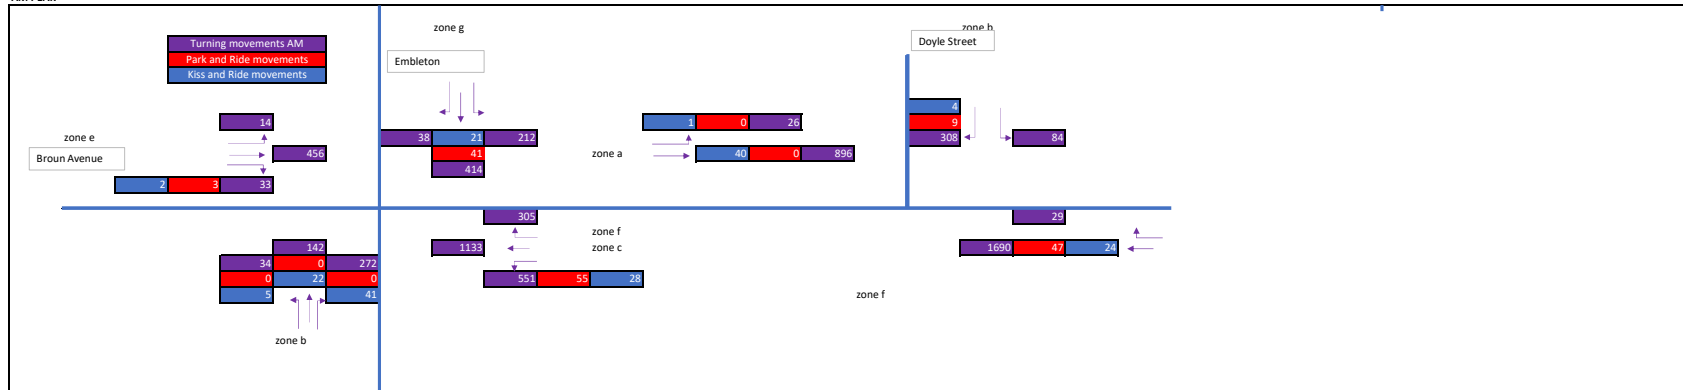 zone g
zone b
Doyle Street
Turning movements AM
Park and Ride movements
Kiss and Ride movements
Embleton
4
14
1 0 26
9
zone e
38 21 212
308
84
Broun Avenue
456
41
zone a
40 0 896
414
2 3 33
305
29
zone f
142
1133
zone c
1690 47 24
34 0 272
0 22 0
551 55 28
5 41
zone f
zone b